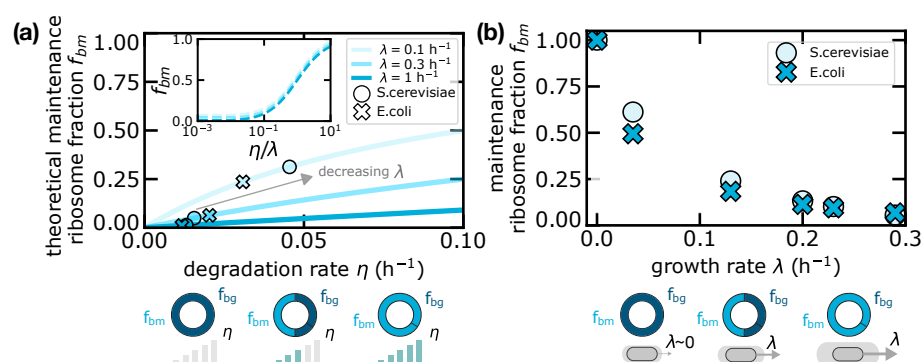 (a)
theoretical maintenance
ribosome fraction f_bm
1.00
0.75
0.50
0.25
0.00
0.00
0.05
0.10
degradation rate η (h⁻¹)
f_bm
1.0
0.5
0.0
10⁻³
10⁻¹
10¹
η/λ
λ = 0.1 h⁻¹
λ = 0.3 h⁻¹
λ = 1 h⁻¹
S.cerevisiae
E.coli
decreasing λ
f_bg
f_bm
η
f_bg
f_bm
η
f_bg
f_bm
η
(b)
maintenance
ribosome fraction f_bm
1.00
0.75
0.50
0.25
0.00
0.0
0.1
0.2
0.3
growth rate λ (h⁻¹)
S.cerevisiae
E.coli
f_bg
f_bm
λ~0
f_bg
f_bm
λ
f_bg
f_bm
λ